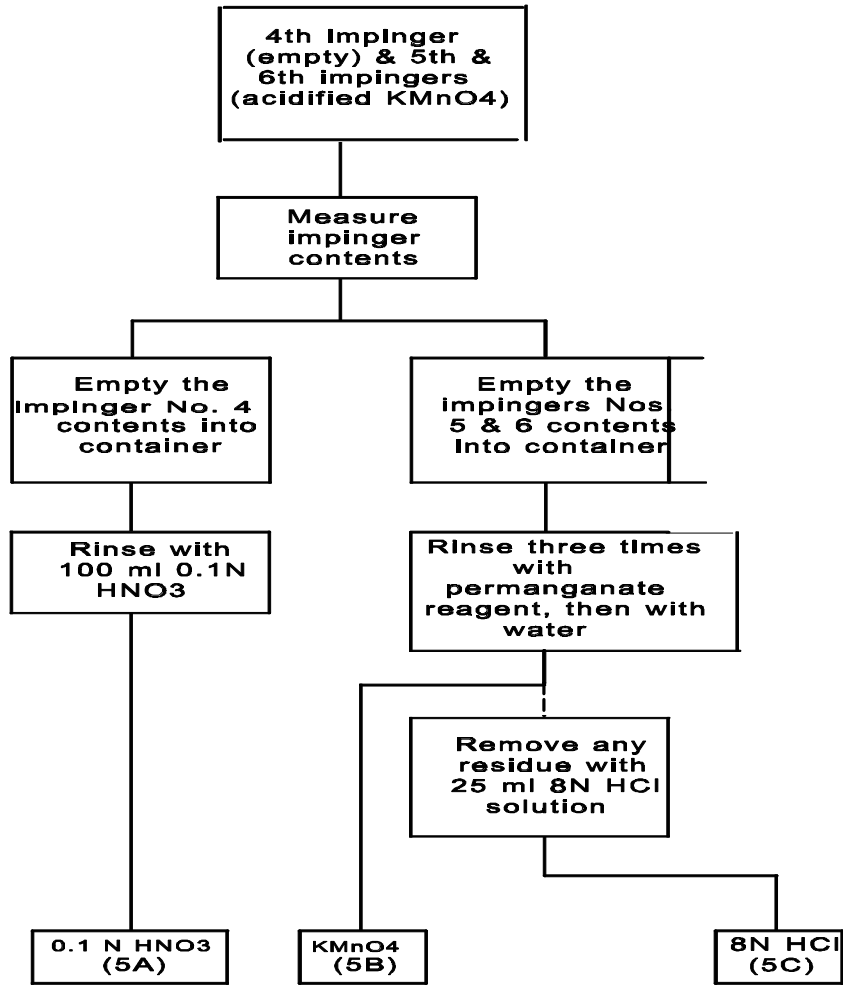 4th Impinger
(empty) & 5th &
6th impingers
(acidified KMnO4)
Measure
impinger
contents
Empty the
Impinger No. 4
contents into
container
Empty the
impingers Nos
5 & 6 contents
Into container
Rinse with
100 ml 0.1N
HNO3
Rinse three times
with
permanganate
reagent, then with
water
Remove any
residue with
25 ml 8N HCl
solution
0.1 N HNO3
(5A)
KMnO4
(5B)
8N HCl
(5C)